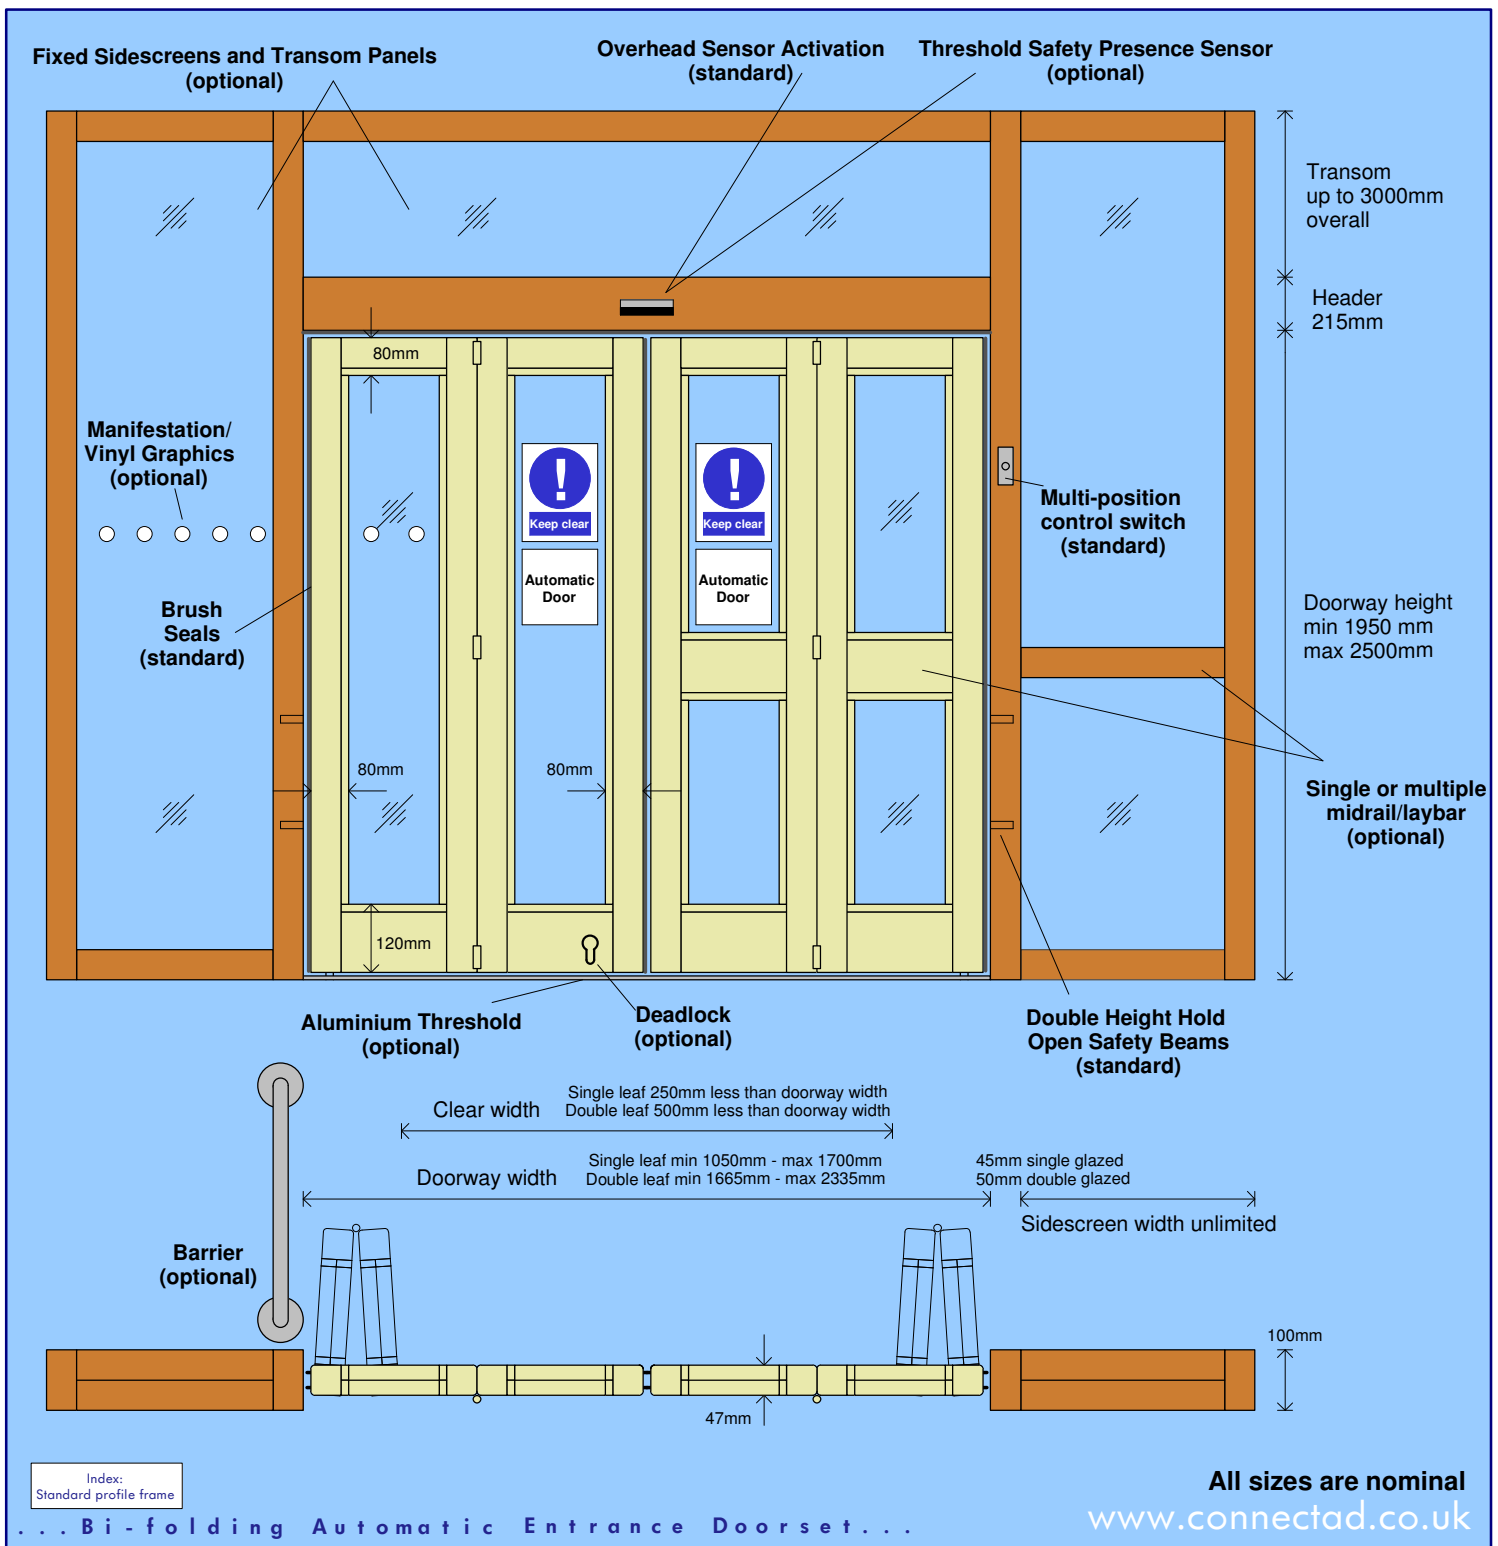 Fixed Sidescreens and Transom Panels
(optional)
Overhead Sensor Activation
(standard)
Threshold Safety Presence Sensor
(optional)
Transom
up to 3000mm
overall
Header
215mm
80mm
Manifestation/
Vinyl Graphics
(optional)
!
Keep clear
Automatic
Door
!
Keep clear
Automatic
Door
Multi-position
control switch
(standard)
Brush
Seals
(standard)
Doorway height
min 1950 mm
max 2500mm
80mm
80mm
Single or multiple
midrail/laybar
(optional)
120mm
Aluminium Threshold
(optional)
Deadlock
(optional)
Double Height Hold
Open Safety Beams
(standard)
Clear width
Single leaf 250mm less than doorway width
Double leaf 500mm less than doorway width
Doorway width
Single leaf min 1050mm - max 1700mm
Double leaf min 1665mm - max 2335mm
45mm single glazed
50mm double glazed
Sidescreen width unlimited
Barrier
(optional)
100mm
47mm
Index:
Standard profile frame
All sizes are nominal
...Bi-folding Automatic Entrance Doorset...
www.connectad.co.uk